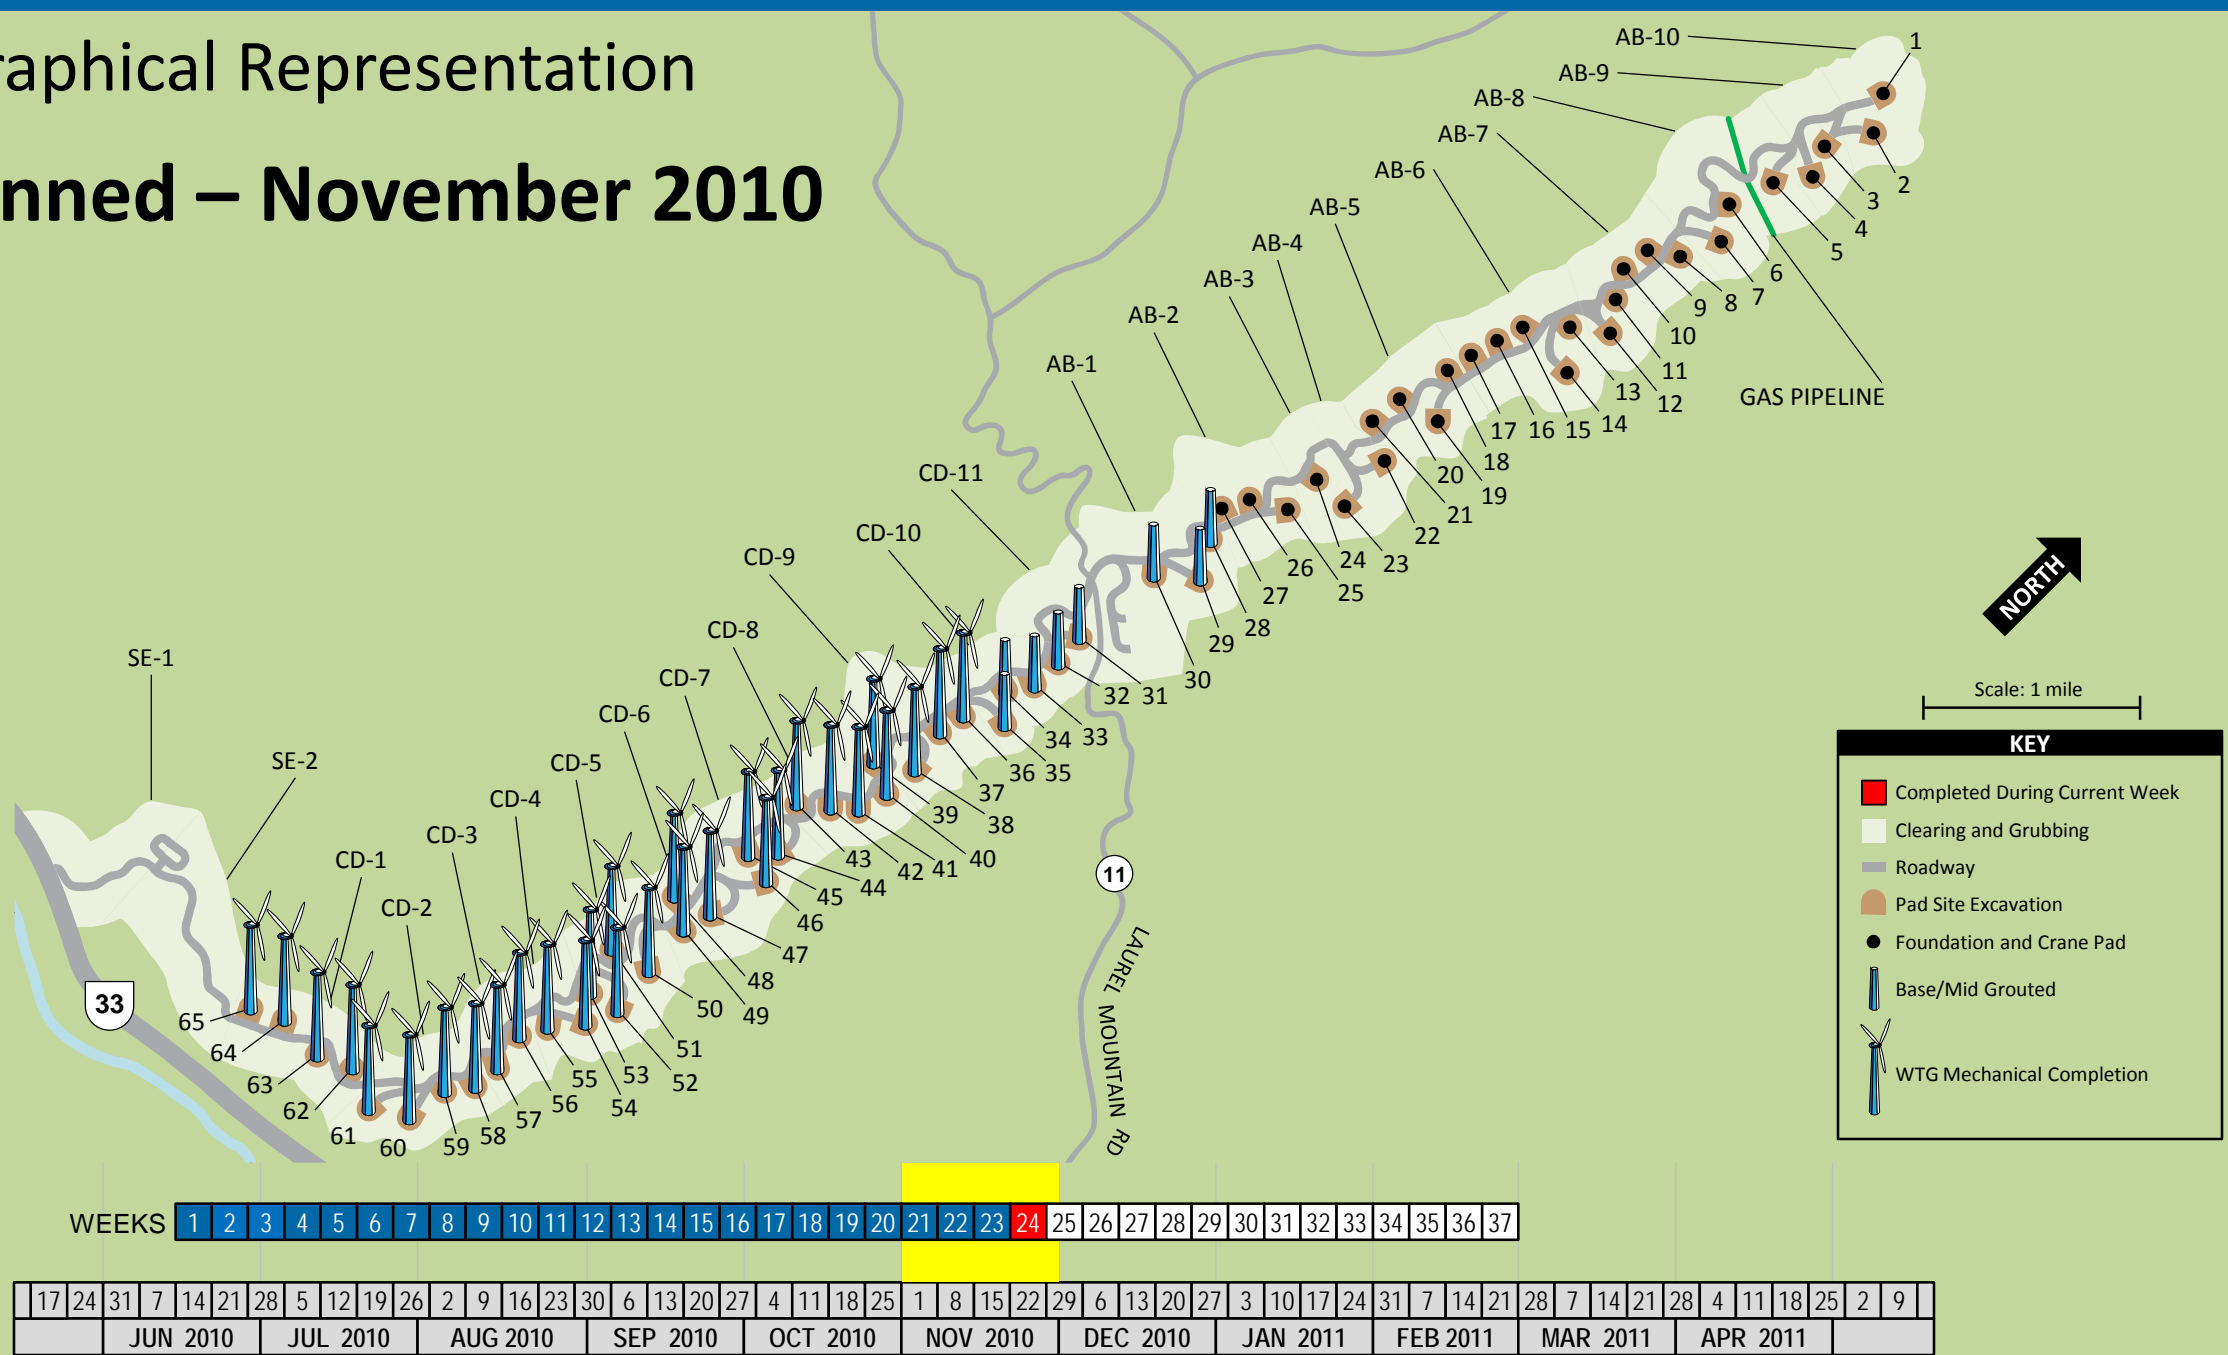 raphical Representation
nned – November 2010
AB-10
1
AB-9
AB-8
AB-7
AB-6
AB-5
AB-4
AB-3
AB-2
AB-1
CD-11
CD-10
CD-9
CD-8
CD-7
CD-6
CD-5
CD-4
CD-3
CD-2
CD-1
SE-2
SE-1
2
3
4
5
6
7
8
9
10
11
12
13
14
15
16
17
18
19
20
21
22
23
24
25
26
27
28
29
30
31
32
33
34
35
36
37
38
39
40
41
42
43
44
45
46
47
48
49
50
51
52
53
54
55
56
57
58
59
60
61
62
63
64
65
GAS PIPELINE
NORTH
Scale: 1 mile
KEY
Completed During Current Week
Clearing and Grubbing
Roadway
Pad Site Excavation
Foundation and Crane Pad
Base/Mid Grouted
WTG Mechanical Completion
11
LAUREL MOUNTAIN RD
33
WEEKS 1 2 3 4 5 6 7 8 9 10 11 12 13 14 15 16 17 18 19 20 21 22 23 24 25 26 27 28 29 30 31 32 33 34 35 36 37
17 24 31 7 14 21 28 5 12 19 26 2 9 16 23 30 6 13 20 27 4 11 18 25 1 8 15 22 29 6 13 20 27 3 10 17 24 31 7 14 21 28 7 14 21 28 4 11 18 25 2 9
JUN 2010 JUL 2010 AUG 2010 SEP 2010 OCT 2010 NOV 2010 DEC 2010 JAN 2011 FEB 2011 MAR 2011 APR 2011